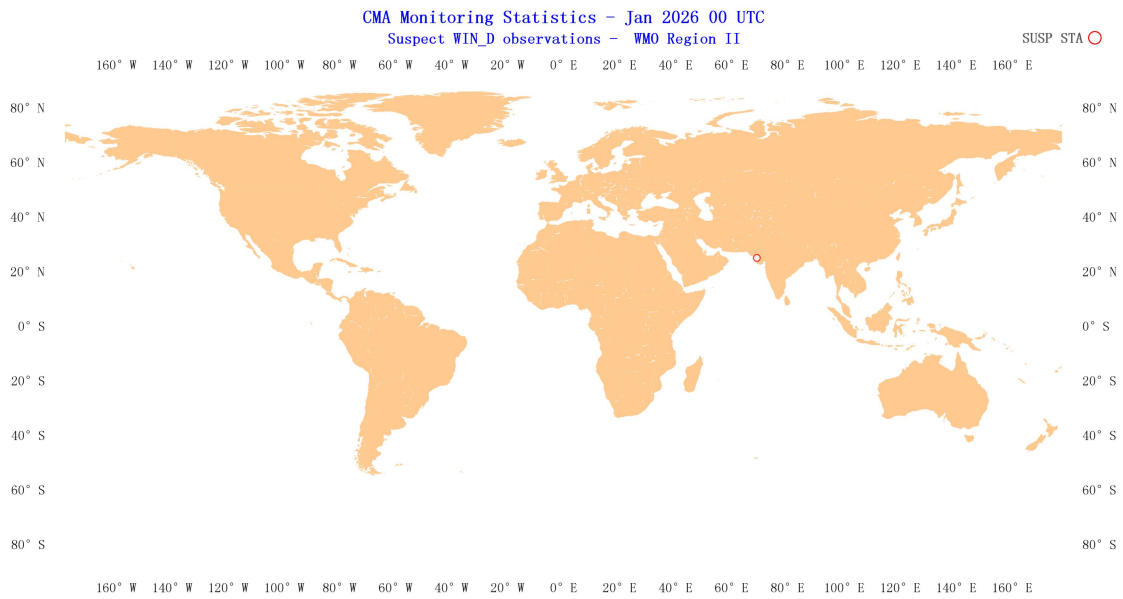 CMA Monitoring Statistics - Jan 2026 00 UTC
Suspect WIN_D observations - WMO Region II
SUSP STA
160° W 140° W 120° W 100° W 80° W 60° W 40° W 20° W 0° E 20° E 40° E 60° E 80° E 100° E 120° E 140° E 160° E
80° N 80° N
60° N 60° N
40° N 40° N
20° N 20° N
0° S 0° S
20° S 20° S
40° S 40° S
60° S 60° S
80° S 80° S
160° W 140° W 120° W 100° W 80° W 60° W 40° W 20° W 0° E 20° E 40° E 60° E 80° E 100° E 120° E 140° E 160° E